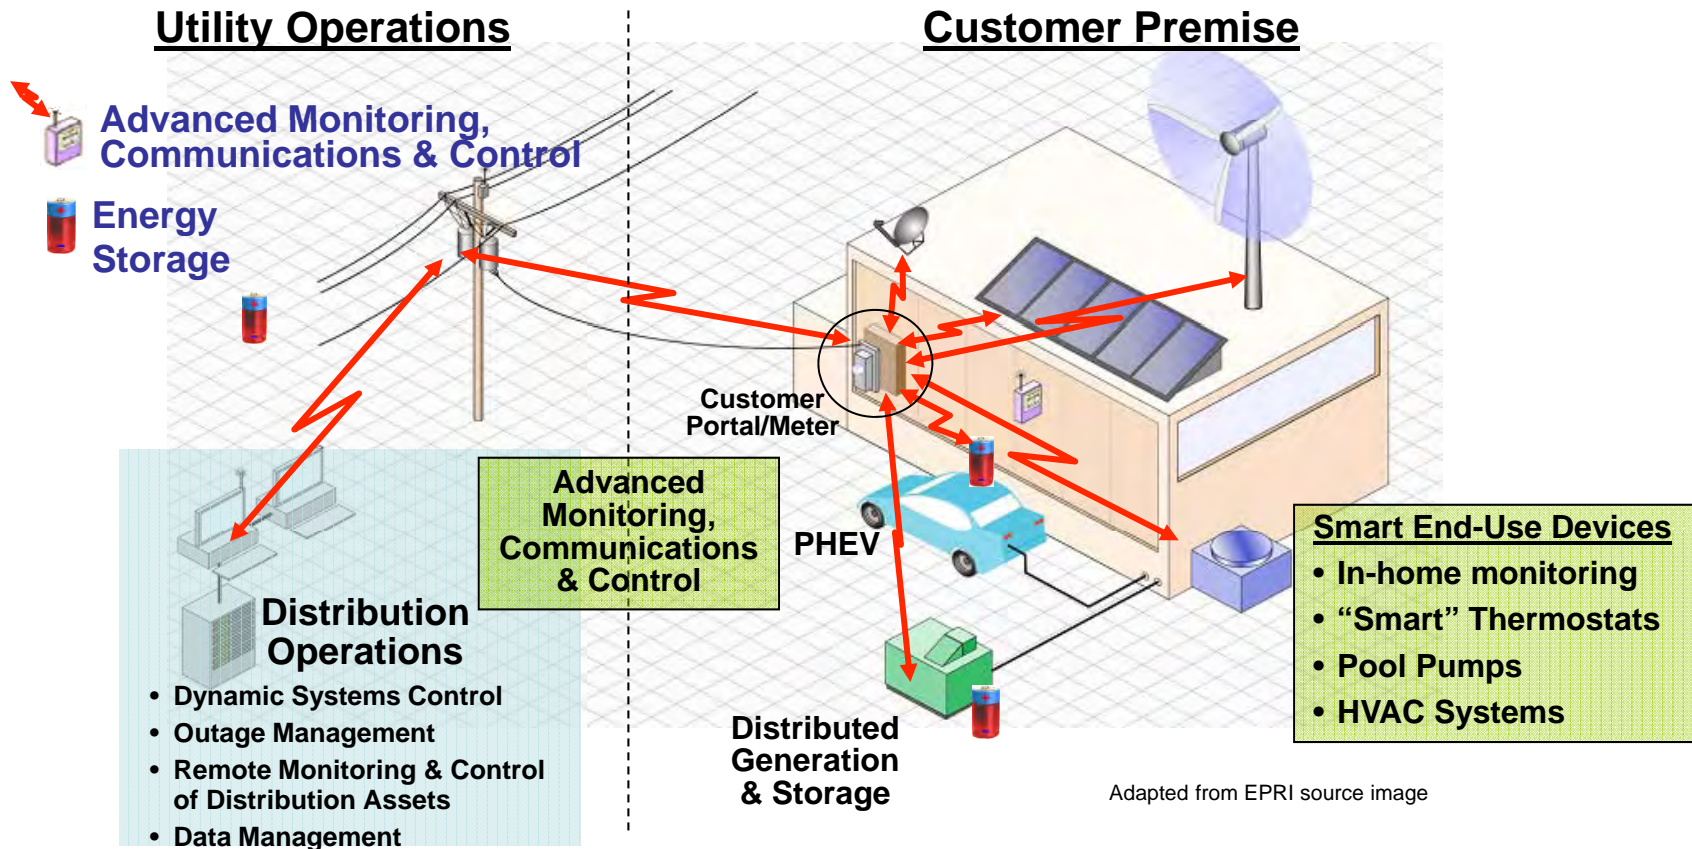 Utility Operations
Customer Premise
Advanced Monitoring,
Communications & Control
Energy
Storage
Customer
Portal/Meter
Advanced
Monitoring,
Communications
& Control
PHEV
Smart End-Use Devices
• In-home monitoring
• “Smart” Thermostats
• Pool Pumps
• HVAC Systems
Distribution
Operations
• Dynamic Systems Control
• Outage Management
• Remote Monitoring & Control
of Distribution Assets
• Data Management
Distributed
Generation
& Storage
Adapted from EPRI source image